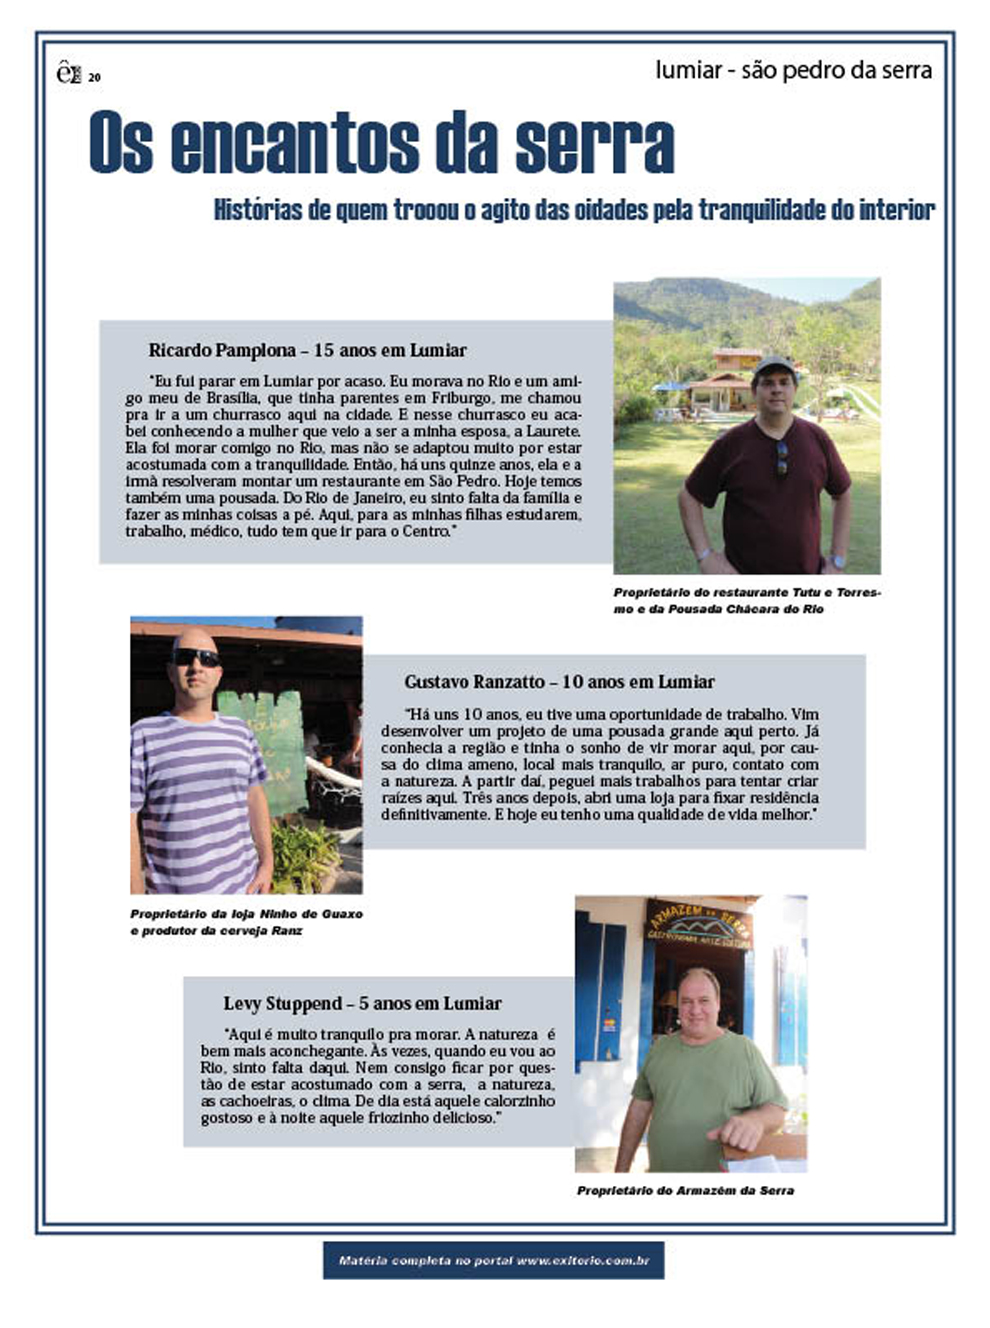 ê 20
lumiar - são pedro da serra
Os encantos da serra
Histórias de quem trocou o agito das cidades pela tranquilidade do interior
Ricardo Pamplona – 15 anos em Lumiar
"Eu fui parar em Lumiar por acaso. Eu morava no Rio e um ami-
go meu de Brasília, que tinha parentes em Friburgo, me chamou
pra ir a um churrasco aqui na cidade. E nesse churrasco eu aca-
bei conhecendo a mulher que veio a ser a minha esposa, a Laurete.
Ela foi morar comigo no Rio, mas não se adaptou muito por estar
acostumada com a tranquilidade. Então, há uns quinze anos, ela e a
irmã resolveram montar um restaurante em São Pedro. Hoje temos
também uma pousada. Do Rio de Janeiro, eu sinto falta da família e
fazer as minhas coisas a pé. Aqui, para as minhas filhas estudarem,
trabalho, médico, tudo tem que ir para o Centro."
Proprietário do restaurante Tutu e Torres-
mo e da Pousada Chácara do Rio
Gustavo Ranzatto – 10 anos em Lumiar
"Há uns 10 anos, eu tive uma oportunidade de trabalho. Vim
desenvolver um projeto de uma pousada grande aqui perto. Já
conhecia a região e tinha o sonho de vir morar aqui, por cau-
sa do clima ameno, local mais tranquilo, ar puro, contato com
a natureza. A partir daí, peguei mais trabalhos para tentar criar
raízes aqui. Três anos depois, abri uma loja para fixar residência
definitivamente. E hoje eu tenho uma qualidade de vida melhor."
Proprietário da loja Ninho de Guaxo
e produtor da cerveja Ranz
ARMAZÉM DA SERRA
GASTRONOMIA ARTE CULTURA
Levy Stuppend – 5 anos em Lumiar
"Aqui é muito tranquilo pra morar. A natureza é
bem mais aconchegante. Às vezes, quando eu vou ao
Rio, sinto falta daqui. Nem consigo ficar por ques-
tão de estar acostumado com a serra, a natureza,
as cachoeiras, o clima. De dia está aquele calorzinho
gostoso e à noite aquele friozinho delicioso."
Proprietário do Armazém da Serra
Matéria completa no portal www.exitorio.com.br